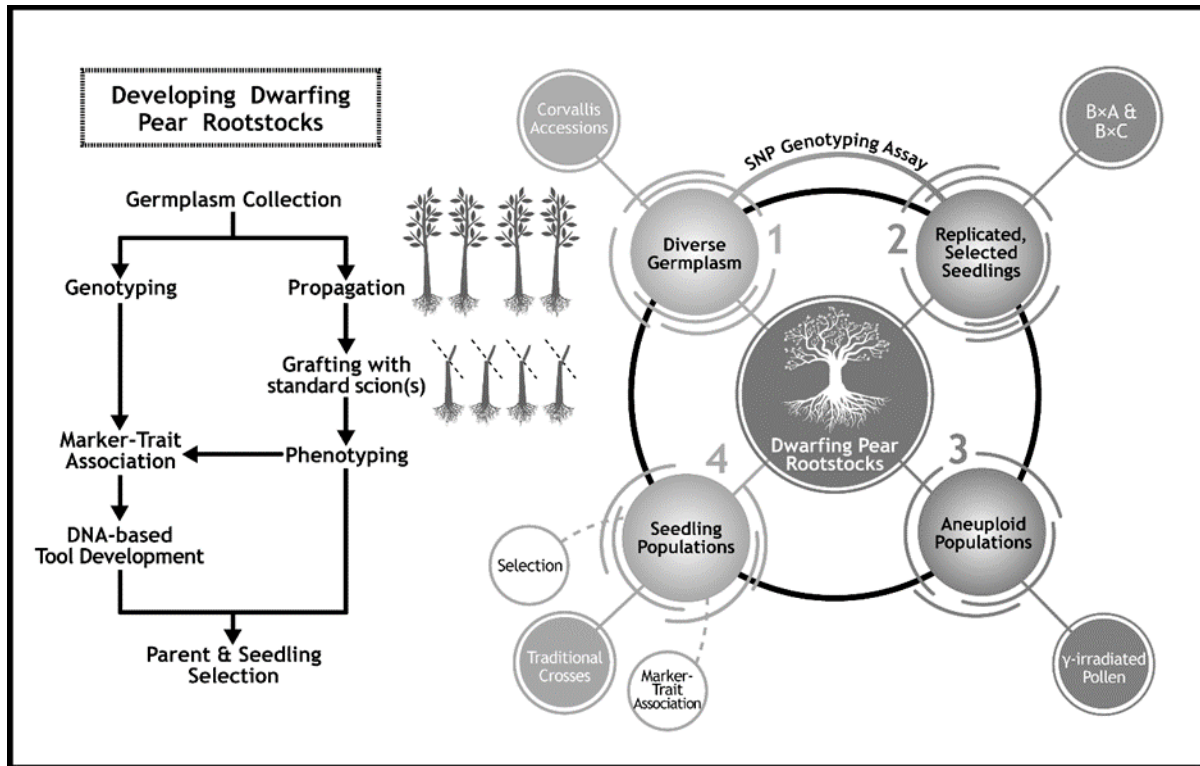 Developing Dwarfing
Pear Rootstocks
Germplasm Collection
Genotyping
Propagation
Grafting with
standard scion(s)
Marker-Trait
Association
Phenotyping
DNA-based
Tool Development
Parent & Seedling
Selection
Corvallis
Accessions
SNP Genotyping Assay
B×A &
B×C
Diverse
Germplasm
1
2
Replicated,
Selected
Seedlings
Dwarfing Pear
Rootstocks
4
3
Seedling
Populations
Aneuploid
Populations
Selection
Traditional
Crosses
Marker-
Trait
Association
γ-irradiated
Pollen